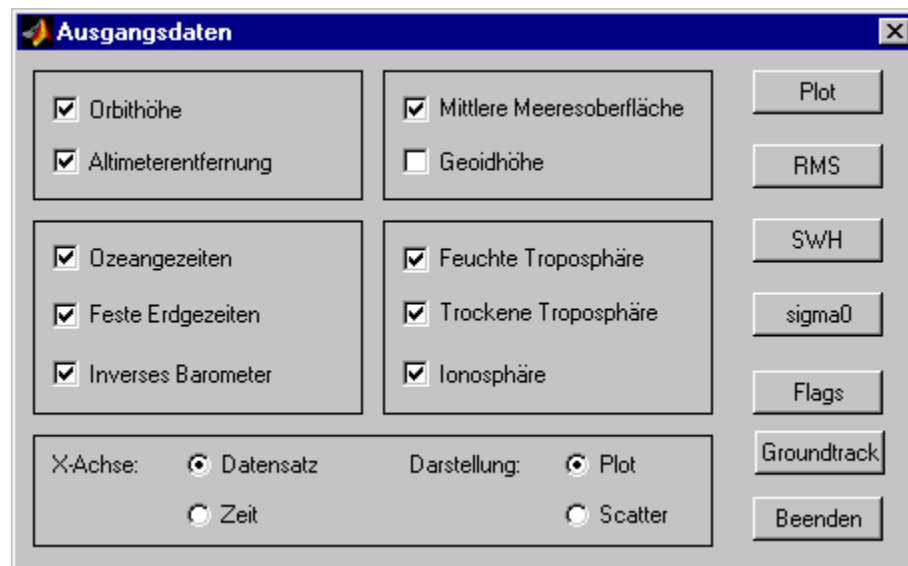 Ausgangsdaten
Orbithöhe
Altimeterentfernung
Mittlere Meeresoberfläche
Geoidhöhe
Ozeangezeiten
Feste Erdgezeiten
Inverses Barometer
Feuchte Troposphäre
Trockene Troposphäre
Ionosphäre
X-Achse:
Datensatz
Zeit
Darstellung:
Plot
Scatter
Plot
RMS
SWH
sigma0
Flags
Groundtrack
Beenden